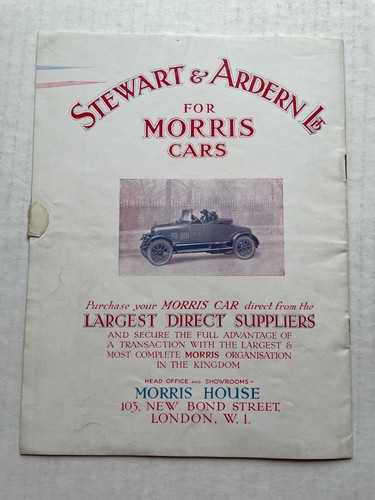 STEWART & ARDERN LTD
FOR
MORRIS
CARS
Purchase your MORRIS CAR direct from the
LARGEST DIRECT SUPPLIERS
AND SECURE THE FULL ADVANTAGE OF
A TRANSACTION WITH THE LARGEST &
MOST COMPLETE MORRIS ORGANISATION
IN THE KINGDOM
HEAD OFFICE AND SHOWROOMS-
MORRIS HOUSE
103, NEW BOND STREET,
LONDON, W.1.